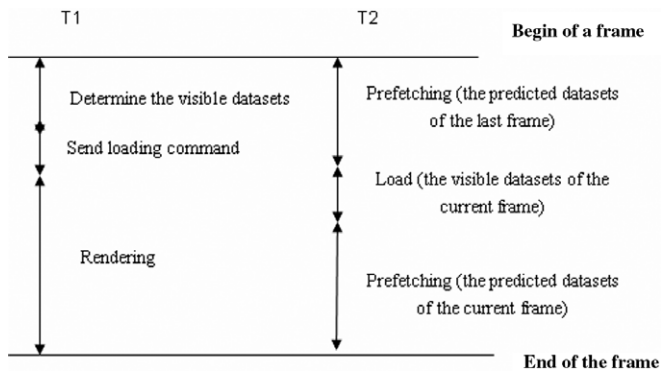 T1
T2
Begin of a frame
Determine the visible datasets
Send loading command
Rendering
Prefetching (the predicted datasets
of the last frame)
Load (the visible datasets of the
current frame)
Prefetching (the predicted datasets
of the current frame)
End of the frame